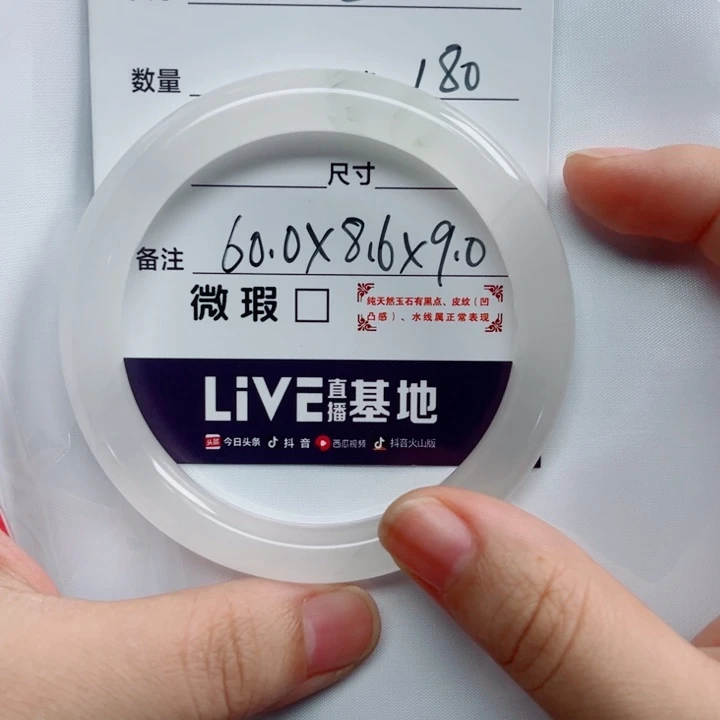 数量 180
尺寸
备注 60.0X8.6X9.0
微瑕 □
纯天然玉石有黑点、皮纹（凹
凸感）、水线属正常表现
LiVE直播基地
头条 今日头条 抖音 西瓜视频 抖音火山版